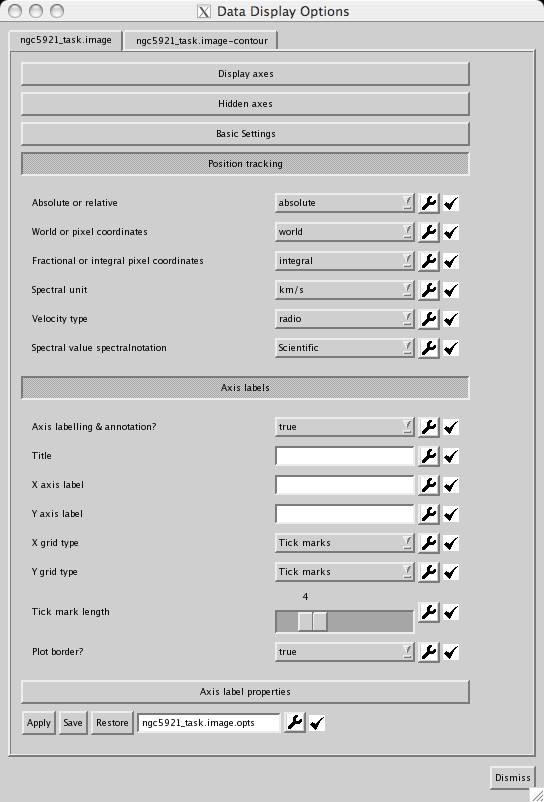 Data Display Options
ngc5921_task.image ngc5921_task.image-contour
Display axes
Hidden axes
Basic Settings
Position tracking
Absolute or relative absolute
World or pixel coordinates world
Fractional or integral pixel coordinates integral
Spectral unit km/s
Velocity type radio
Spectral value spectralnotation Scientific
Axis labels
Axis labelling & annotation? true
Title
X axis label
Y axis label
X grid type Tick marks
Y grid type Tick marks
4
Tick mark length
Plot border? true
Axis label properties
Apply Save Restore ngc5921_task.image.opts
Dismiss